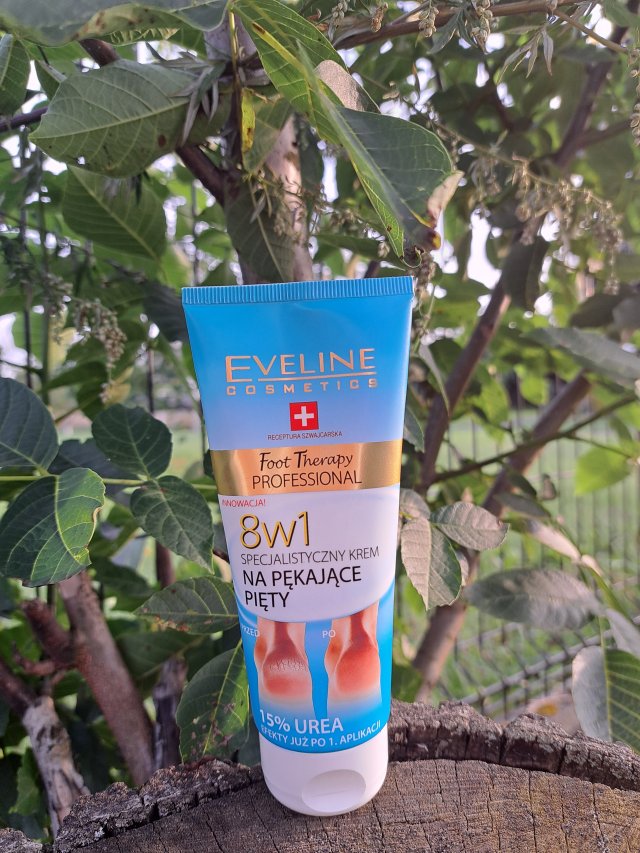 EVELINE
COSMETICS
RECEPTURA SZWAJCARSKA
Foot Therapy
PROFESSIONAL
INNOWACJA!
8w1
SPECJALISTYCZNY KREM
NA PĘKAJĄCE
PIĘTY
PRZED PO
15% UREA
EFEKTY JUŻ PO 1. APLIKACJI